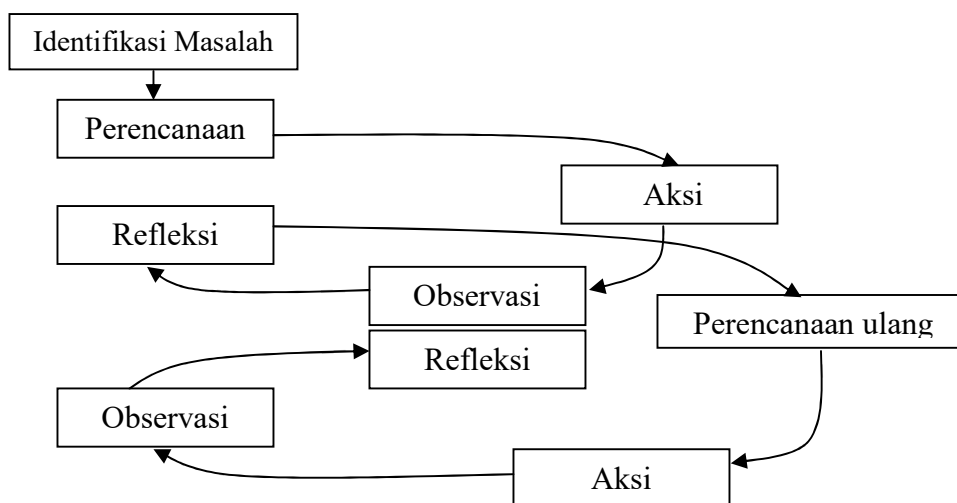 Identifikasi Masalah
Perencanaan
Aksi
Refleksi
Observasi
Perencanaan ulang
Refleksi
Observasi
Aksi